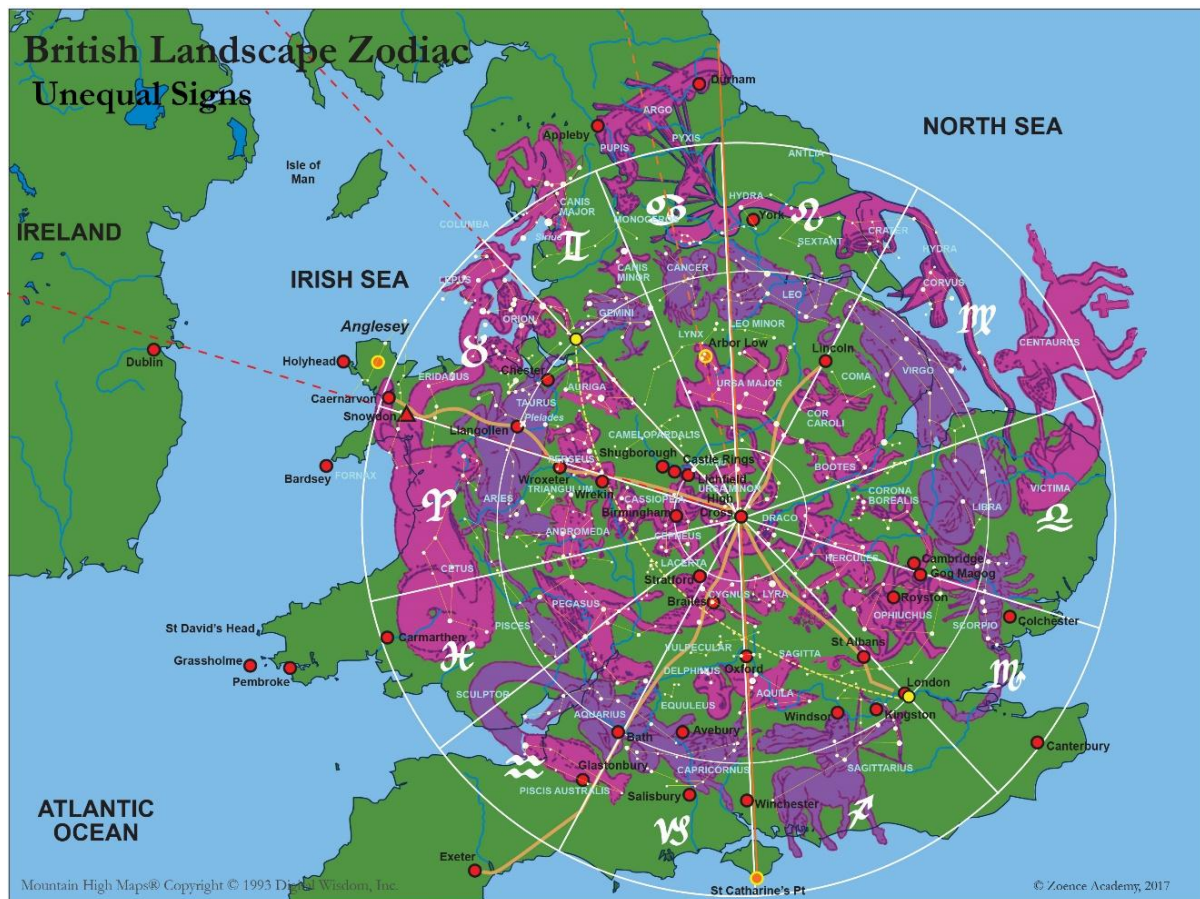 British Landscape Zodiac
Unequal Signs
NORTH SEA
IRELAND
IRISH SEA
ATLANTIC
OCEAN
Isle of
Man
Durham
ARGO
PYXIS
Appleby
PUPIS
ANTLIA
CANIS
MAJOR
Sirius
COLUMBA
MONOCEROS
HYDRA
York
SEXTANT
CRATER
HYDRA
CORVUS
CENTAURUS
LEPUS
ORION
CANIS
MINOR
CANCER
GEMINI
LEO
LEO MINOR
LYNX
Arbor Low
Lincoln
VIRGO
Anglesey
Holyhead
Dublin
ERIDANUS
Chester
Caernarvon
Snowdon
TAURUS
Pleiades
AURIGA
URSA MAJOR
COMA
COR
CAROLI
Llangollen
CAMELOPARDALIS
Shugborough
Castle Rings
Lichfield
BOOTES
Bardsey
FORNAX
PERSEUS
Wroxeter
TRIANGULUM
Wrekin
ARIES
CASSIOPEIA
URSA MINOR
High
Cross
Birmingham
DRACO
CORONA
BOREALIS
LIBRA
VICTIMA
ANDROMEDA
CEPHEUS
CETUS
LACERTA
HERCULES
Cambridge
Gog Magog
Stratford
Brailes
CYGNUS
LYRA
Royston
OPHIUCHUS
SCORPIO
Colchester
PEGASUS
PISCES
St David's Head
Carmarthen
Grassholme
Pembroke
VULPECULAR
SAGITTA
St Albans
Oxford
DELPHINUS
AQUILA
London
SCULPTOR
EQUULEUS
AQUARIUS
Windsor
Kingston
Bath
Avebury
Canterbury
Glastonbury
CAPRICORNUS
SAGITTARIUS
PISCIS AUSTRALIS
Salisbury
Winchester
Exeter
St Catharine's Pt
Mountain High Maps® Copyright © 1993 Digital Wisdom, Inc.
© Zoence Academy, 2017